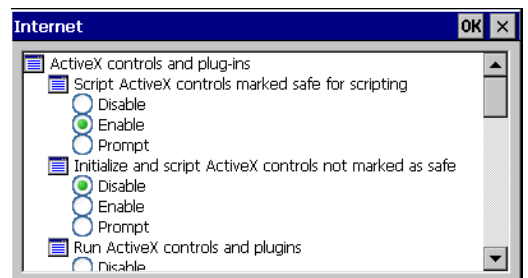 Internet OK ×
ActiveX controls and plug-ins
Script ActiveX controls marked safe for scripting
Disable
Enable
Prompt
Initialize and script ActiveX controls not marked as safe
Disable
Enable
Prompt
Run ActiveX controls and plugins
Disable